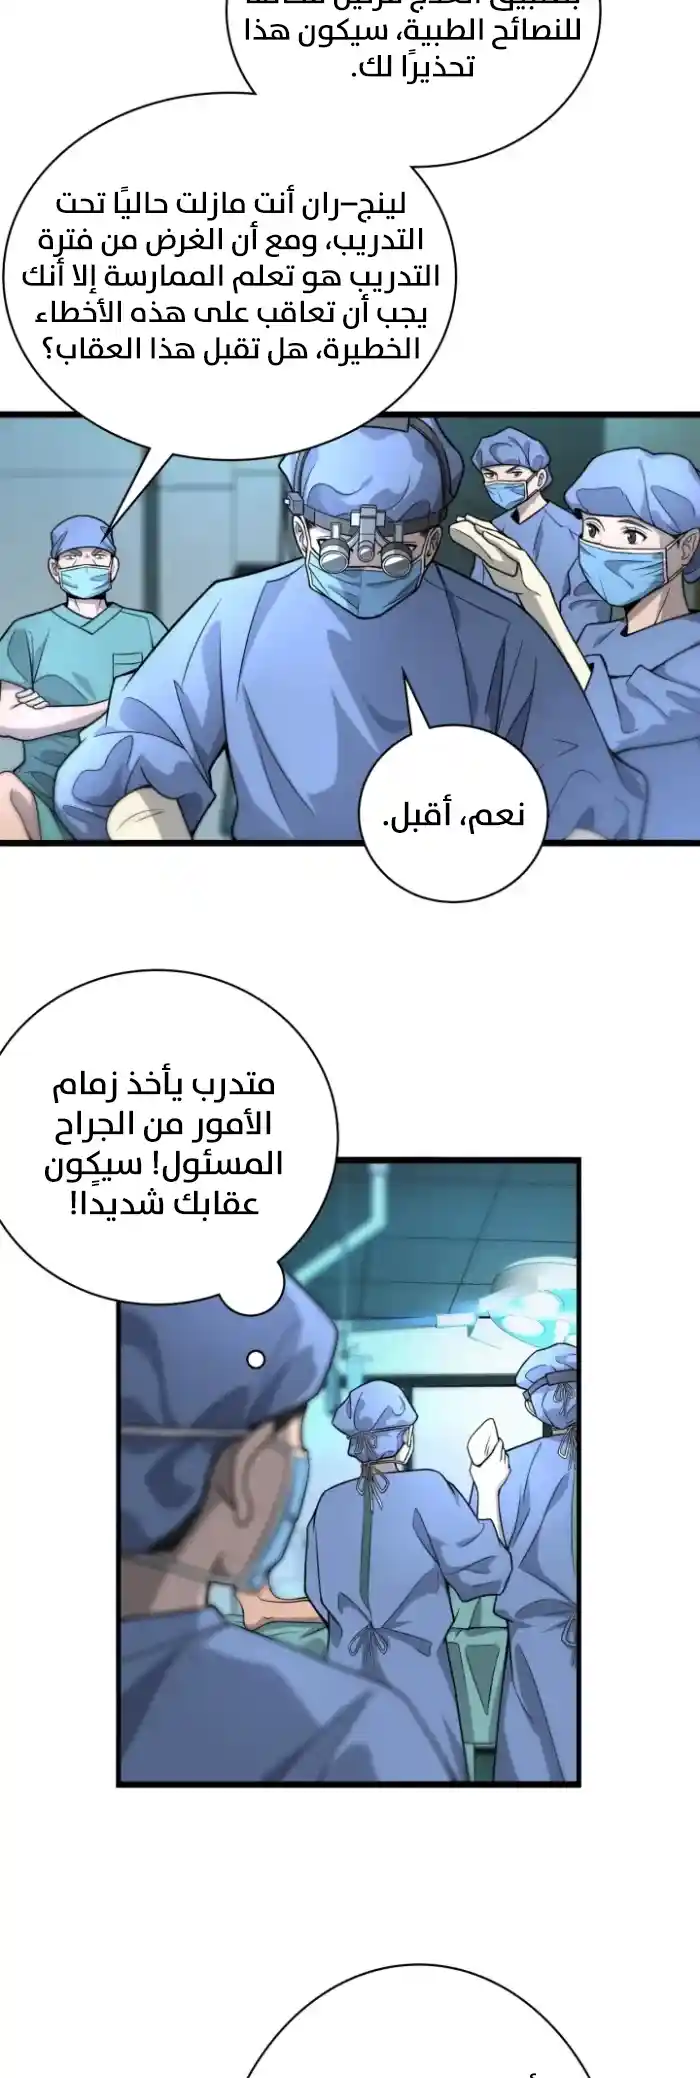 للنصائح الطبية، سيكون هذا
تحذيرًا لك.
لينج-ران أنت مازلت حاليًا تحت
التدريب، ومع أن الغرض من فترة
التدريب هو تعلم الممارسة إلا أنك
يجب أن تعاقب على هذه الأخطاء
الخطيرة، هل تقبل هذا العقاب؟
نعم، أقبل.
متدرب يأخذ زمام
الأمور من الجراح
المسئول! سيكون
عقابك شديدًا!